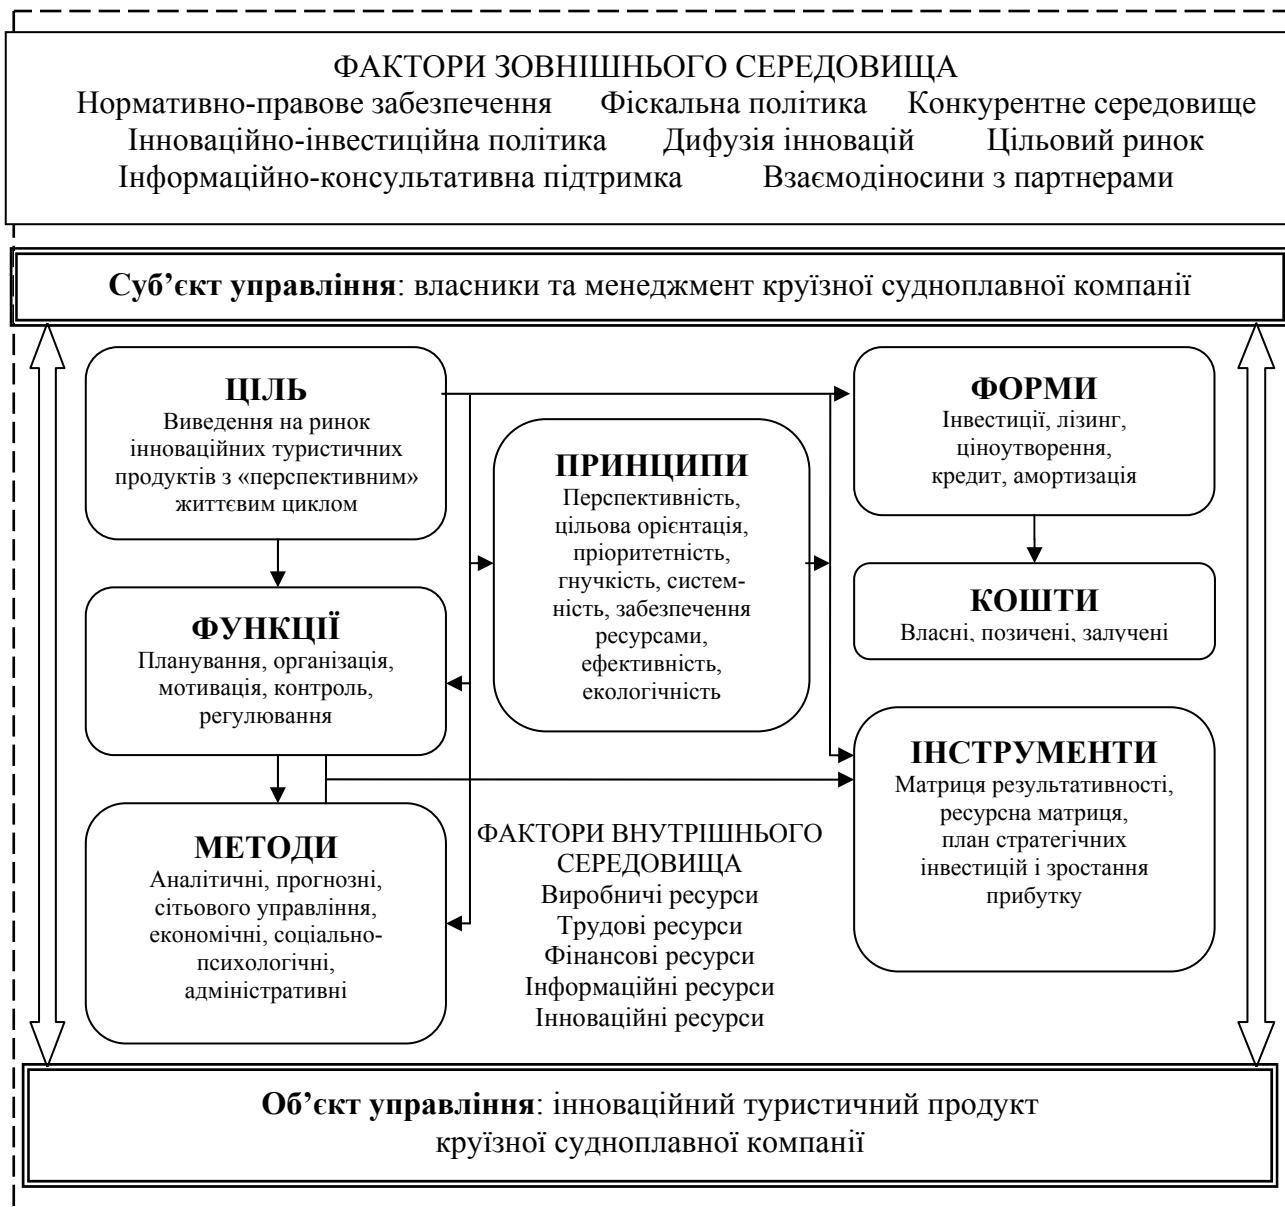 ФАКТОРИ ЗОВНІШНЬОГО СЕРЕДОВИЩА
Нормативно-правове забезпечення Фіскальна політика Конкурентне середовище
Інноваційно-інвестиційна політика Дифузія інновацій Цільовий ринок
Інформаційно-консультативна підтримка Взаємодіносини з партнерами
Суб’єкт управління: власники та менеджмент круїзної судноплавної компанії
ЦІЛЬ
Виведення на ринок
інноваційних туристичних
продуктів з «перспективним»
життєвим циклом
ФУНКЦІЇ
Планування, організація,
мотивація, контроль,
регулювання
МЕТОДИ
Аналітичні, прогнозні,
сітьового управління,
економічні, соціально-
психологічні,
адміністративні
ПРИНЦИПИ
Перспективність,
цільова орієнтація,
пріоритетність,
гнучкість, систем-
ність, забезпечення
ресурсами,
ефективність,
екологічність
ФАКТОРИ ВНУТРІШНЬОГО
СЕРЕДОВИЩА
Виробничі ресурси
Трудові ресурси
Фінансові ресурси
Інформаційні ресурси
Інноваційні ресурси
ФОРМИ
Інвестиції, лізинг,
ціноутворення,
кредит, амортизація
КОШТИ
Власні, позичені, залучені
ІНСТРУМЕНТИ
Матриця результативності,
ресурсна матриця,
план стратегічних
інвестицій і зростання
прибутку
Об’єкт управління: інноваційний туристичний продукт
круїзної судноплавної компанії